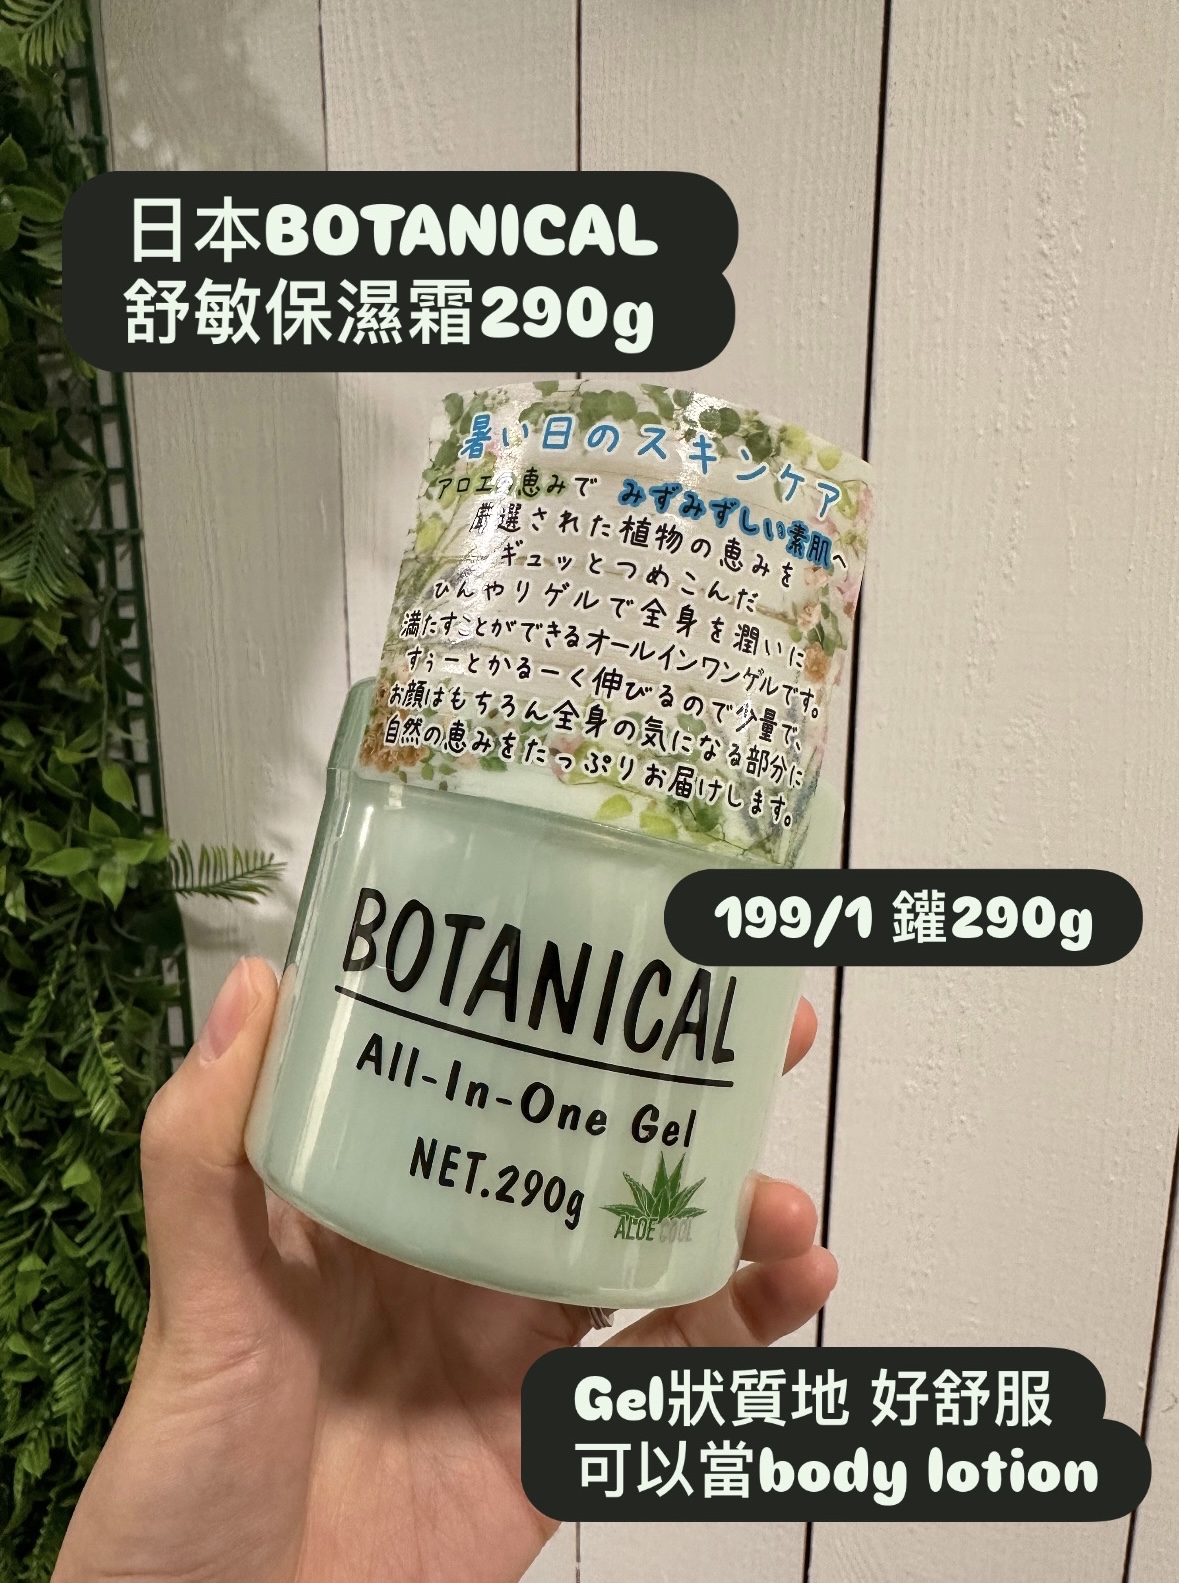 日本BOTANICAL
舒敏保濕霜290g
暑い日のスキンケア
アロエの恵みで みずみずしい素肌へ
厳選された植物の恵みを
ギュッとつめこんだ
ひんやりゲルで全身を潤いに
満たすことができるオールインワンゲルです。
すぅーとかるーく伸びるので少量で、
お顔はもちろん全身の気になる部分に
自然の恵みをたっぷりお届けします。
199/1 鑵290g
BOTANICAL
All-In-One Gel
NET.290g
ALOE COOL
Gel狀質地 好舒服
可以當body lotion